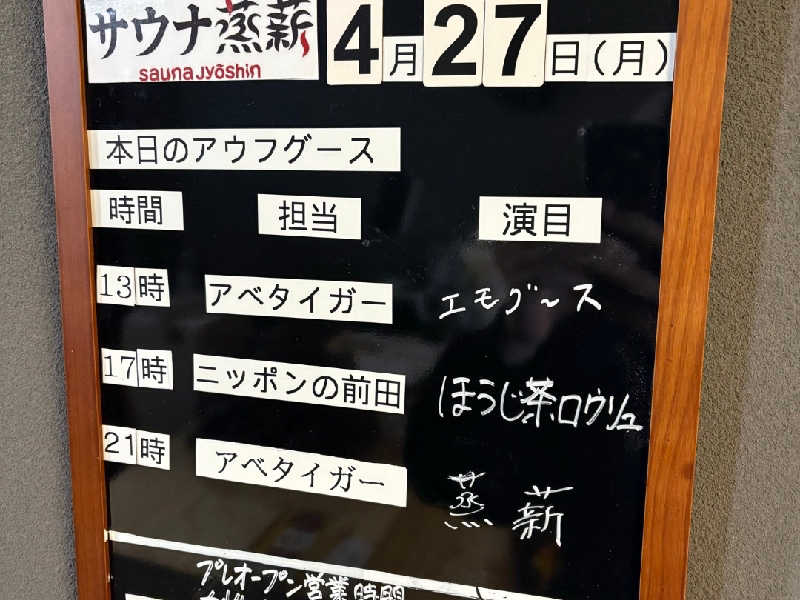 サウナ蒸薪
saunaJyōshin
4月27日(月)
本日のアウフグース
時間 担当 演目
13時 アベタイガー エモグ〜ス
17時 ニッポンの前田 ほうじ茶ロウリュ
21時 アベタイガー 蒸薪
プレオープン営業時間